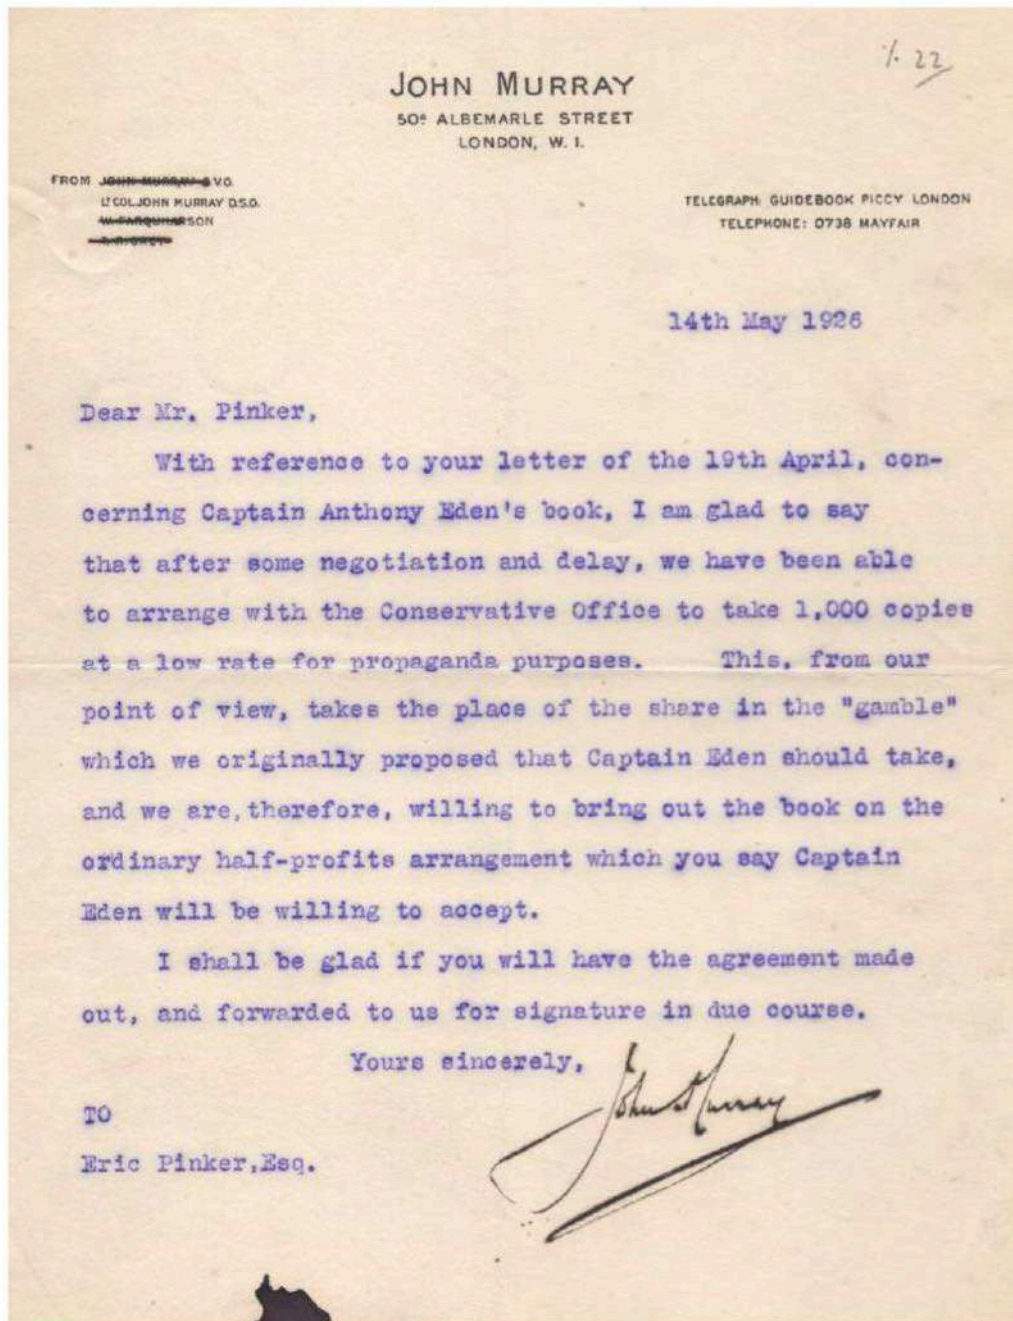 JOHN MURRAY
50ᴬ ALBEMARLE STREET
LONDON, W. 1.
FROM JOHN MURRAY VO.
LT COL JOHN MURRAY D.S.O.
W. FARQUHARSON
TELEGRAPH: GUIDEBOOK PICCY LONDON
TELEPHONE: 0738 MAYFAIR
14th May 1926
Dear Mr. Pinker,
With reference to your letter of the 19th April, con-
cerning Captain Anthony Eden's book, I am glad to say
that after some negotiation and delay, we have been able
to arrange with the Conservative Office to take 1,000 copies
at a low rate for propaganda purposes. This, from our
point of view, takes the place of the share in the "gamble"
which we originally proposed that Captain Eden should take,
and we are, therefore, willing to bring out the book on the
ordinary half-profits arrangement which you say Captain
Eden will be willing to accept.
I shall be glad if you will have the agreement made
out, and forwarded to us for signature in due course.
Yours sincerely,
John Murray
TO
Eric Pinker,Esq.